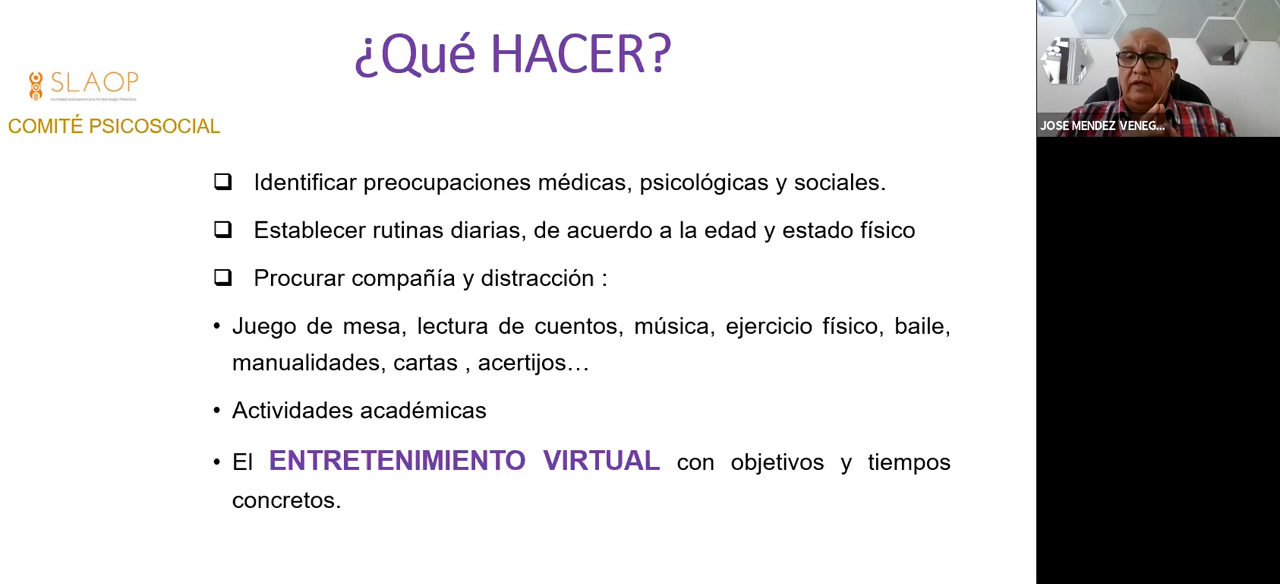 ¿Qué HACER?
SLAOP
COMITÉ PSICOSOCIAL
JOSE MENDEZ VENEG...
❑ Identificar preocupaciones médicas, psicológicas y sociales.
❑ Establecer rutinas diarias, de acuerdo a la edad y estado físico
❑ Procurar compañía y distracción :
• Juego de mesa, lectura de cuentos, música, ejercicio físico, baile,
manualidades, cartas , acertijos…
• Actividades académicas
• El ENTRETENIMIENTO VIRTUAL con objetivos y tiempos
concretos.